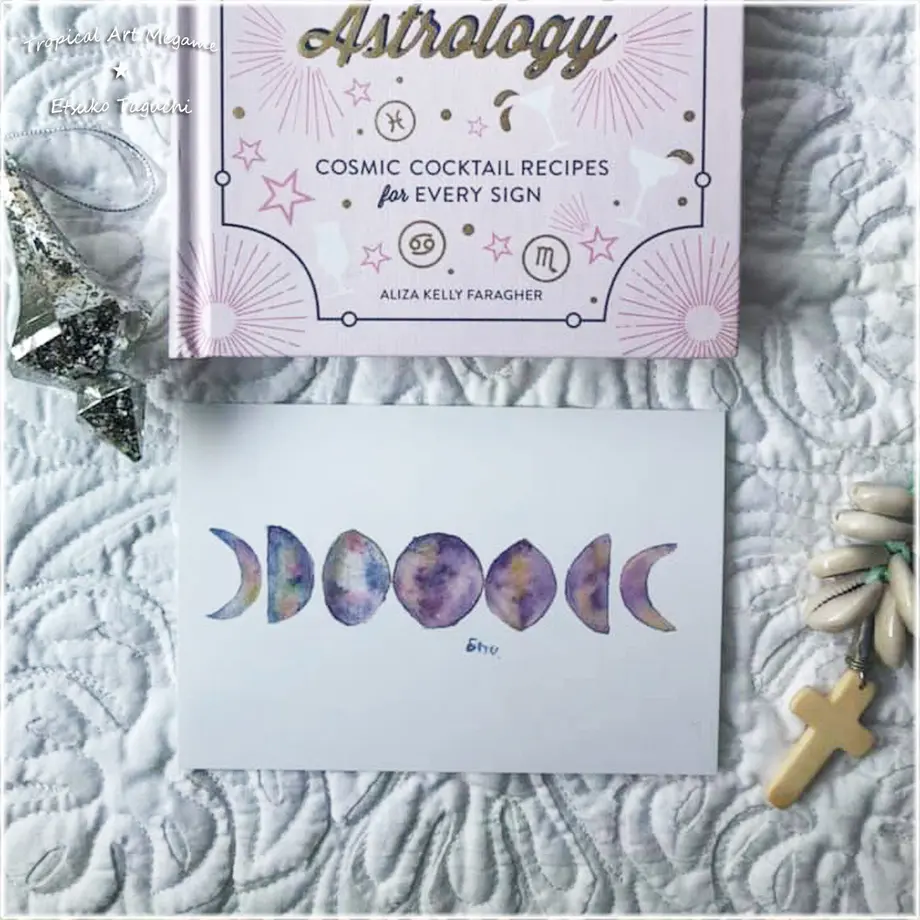 Tropical Art Megame
★
Etsuko Taguchi
Astrology
COSMIC COCKTAIL RECIPES
for EVERY SIGN
ALIZA KELLY FARAGHER